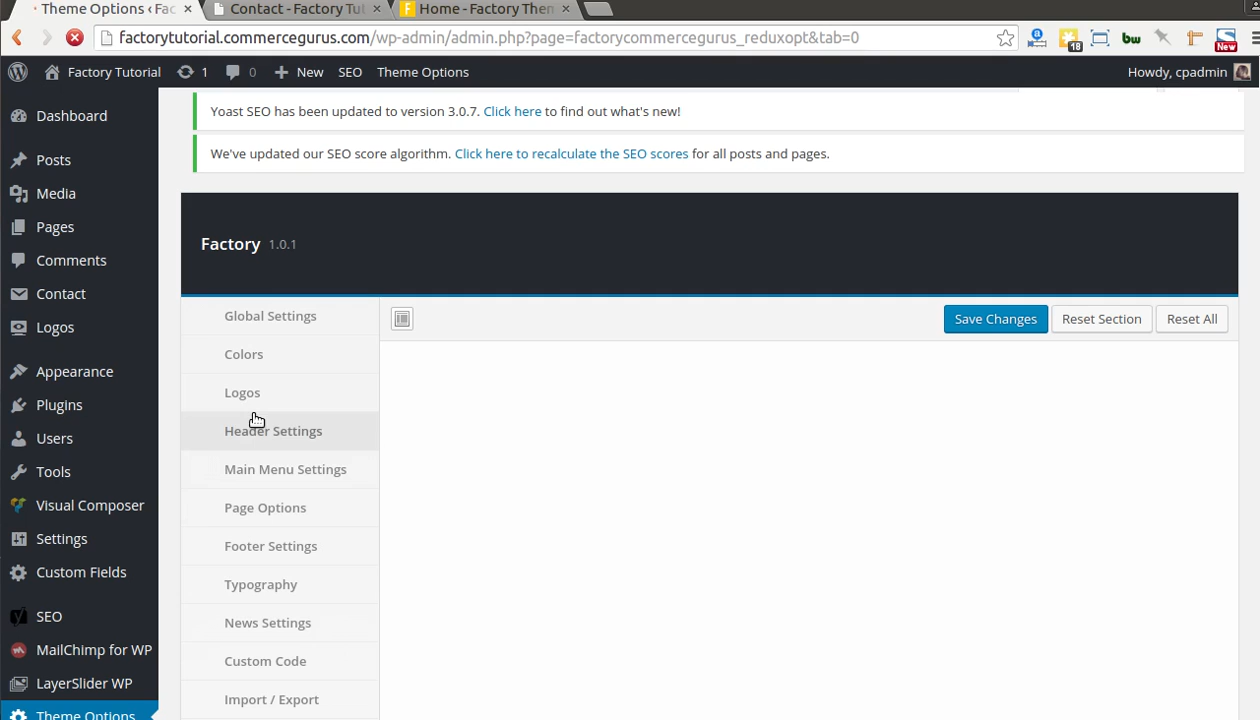 Theme Options ‹ Fac
Contact - Factory Tut
Home - Factory Them
factorytutorial.commercegurus.com/wp-admin/admin.php?page=factorycommercegurus_reduxopt&tab=0
18
bw
New
Factory Tutorial
1
0
New
SEO
Theme Options
Howdy, cpadmin
Dashboard
Posts
Media
Pages
Comments
Contact
Logos
Appearance
Plugins
Users
Tools
Visual Composer
Settings
Custom Fields
SEO
MailChimp for WP
LayerSlider WP
Theme Options
Yoast SEO has been updated to version 3.0.7. Click here to find out what's new!
We've updated our SEO score algorithm. Click here to recalculate the SEO scores for all posts and pages.
Factory 1.0.1
Global Settings
Colors
Logos
Header Settings
Main Menu Settings
Page Options
Footer Settings
Typography
News Settings
Custom Code
Import / Export
Save Changes
Reset Section
Reset All